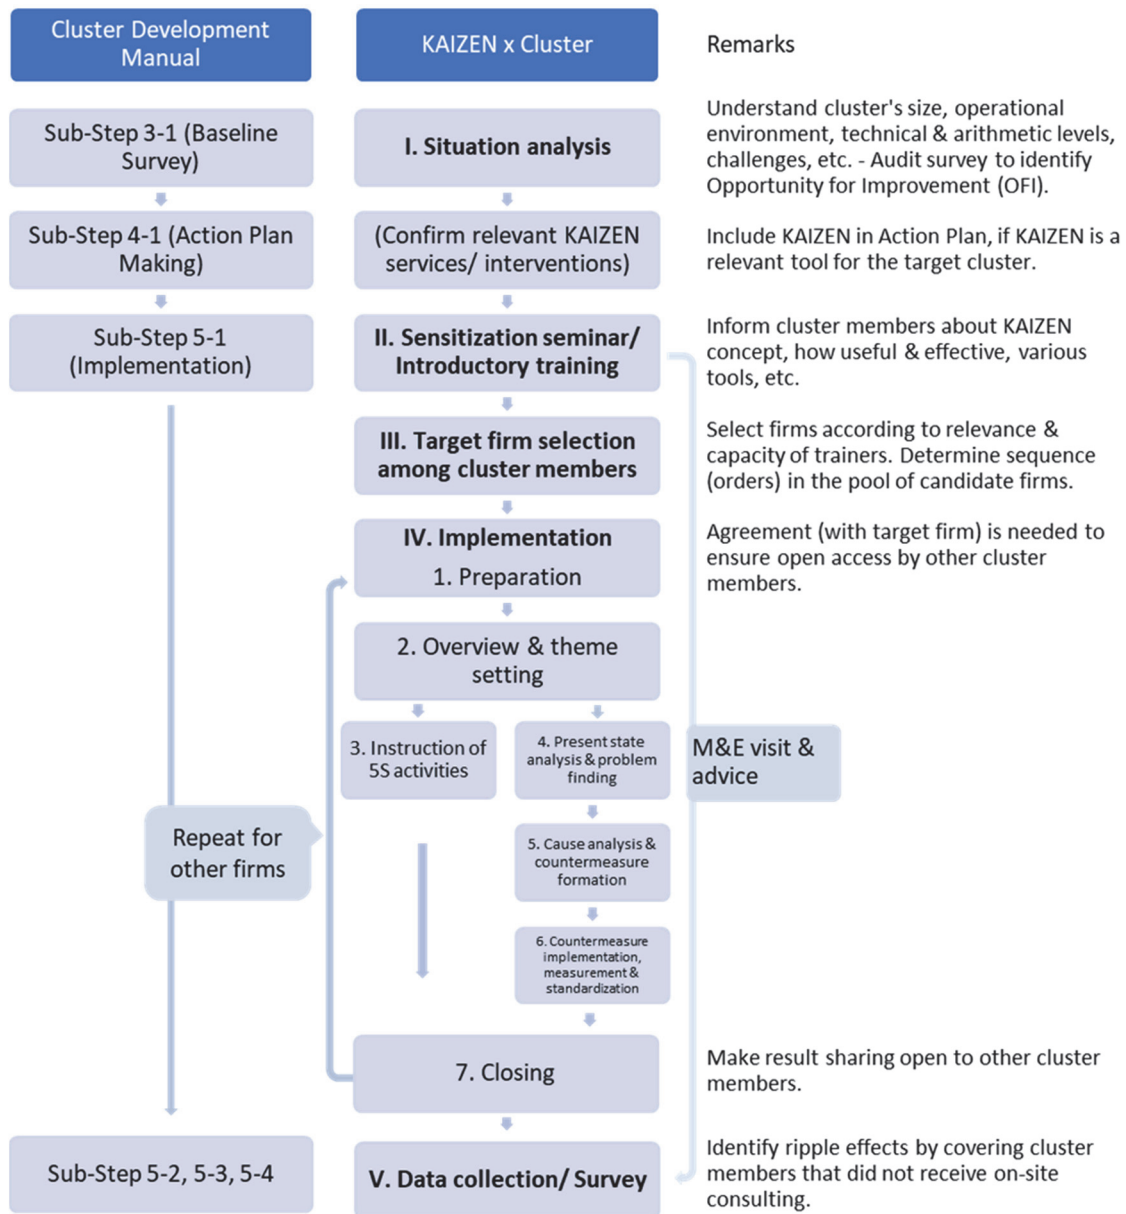 Cluster Development
Manual
KAIZEN x Cluster
Remarks
Sub-Step 3-1 (Baseline
Survey)
I. Situation analysis
Understand cluster's size, operational
environment, technical & arithmetic levels,
challenges, etc. - Audit survey to identify
Opportunity for Improvement (OFI).
Sub-Step 4-1 (Action Plan
Making)
(Confirm relevant KAIZEN
services/ interventions)
Include KAIZEN in Action Plan, if KAIZEN is a
relevant tool for the target cluster.
Sub-Step 5-1
(Implementation)
II. Sensitization seminar/
Introductory training
Inform cluster members about KAIZEN
concept, how useful & effective, various
tools, etc.
III. Target firm selection
among cluster members
Select firms according to relevance &
capacity of trainers. Determine sequence
(orders) in the pool of candidate firms.
IV. Implementation
1. Preparation
Agreement (with target firm) is needed to
ensure open access by other cluster
members.
2. Overview & theme
setting
3. Instruction of
5S activities
4. Present state
analysis & problem
finding
M&E visit &
advice
Repeat for
other firms
5. Cause analysis &
countermeasure
formation
6. Countermeasure
implementation,
measurement &
standardization
7. Closing
Make result sharing open to other cluster
members.
Sub-Step 5-2, 5-3, 5-4
V. Data collection/ Survey
Identify ripple effects by covering cluster
members that did not receive on-site
consulting.